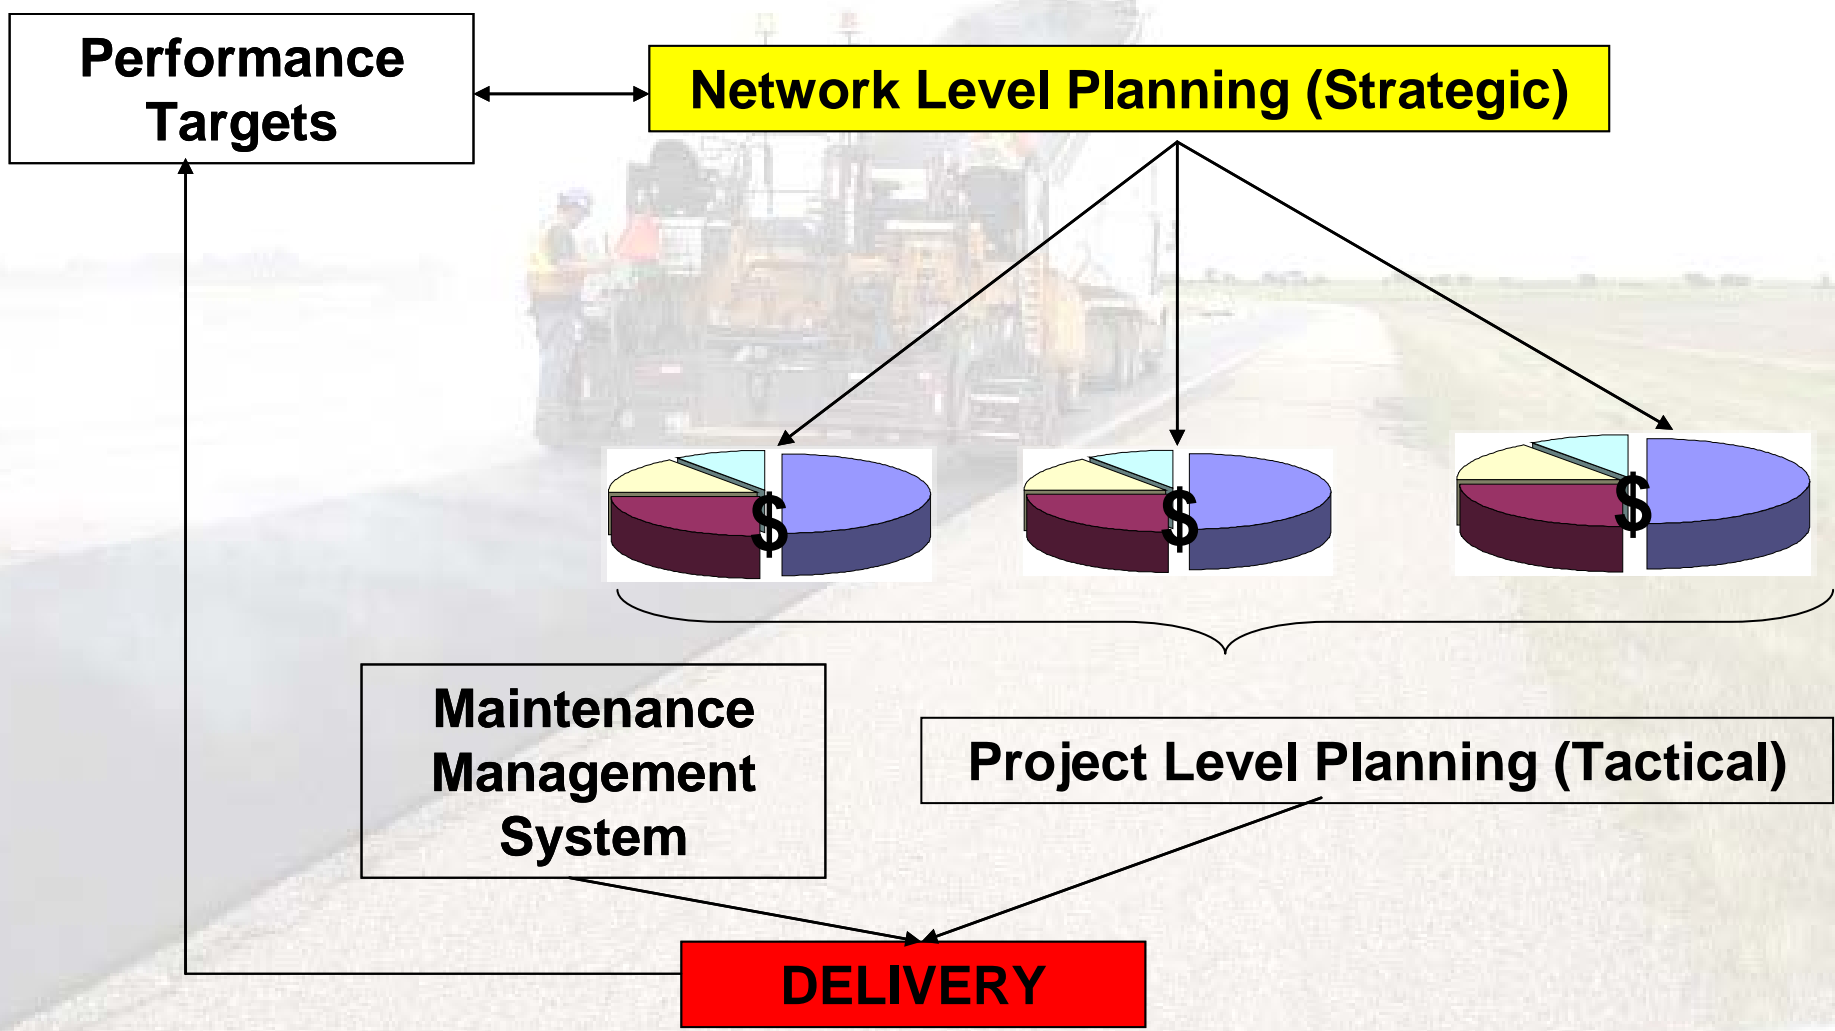 Performance
Targets
Network Level Planning (Strategic)
$
$
$
Maintenance
Management
System
Project Level Planning (Tactical)
DELIVERY